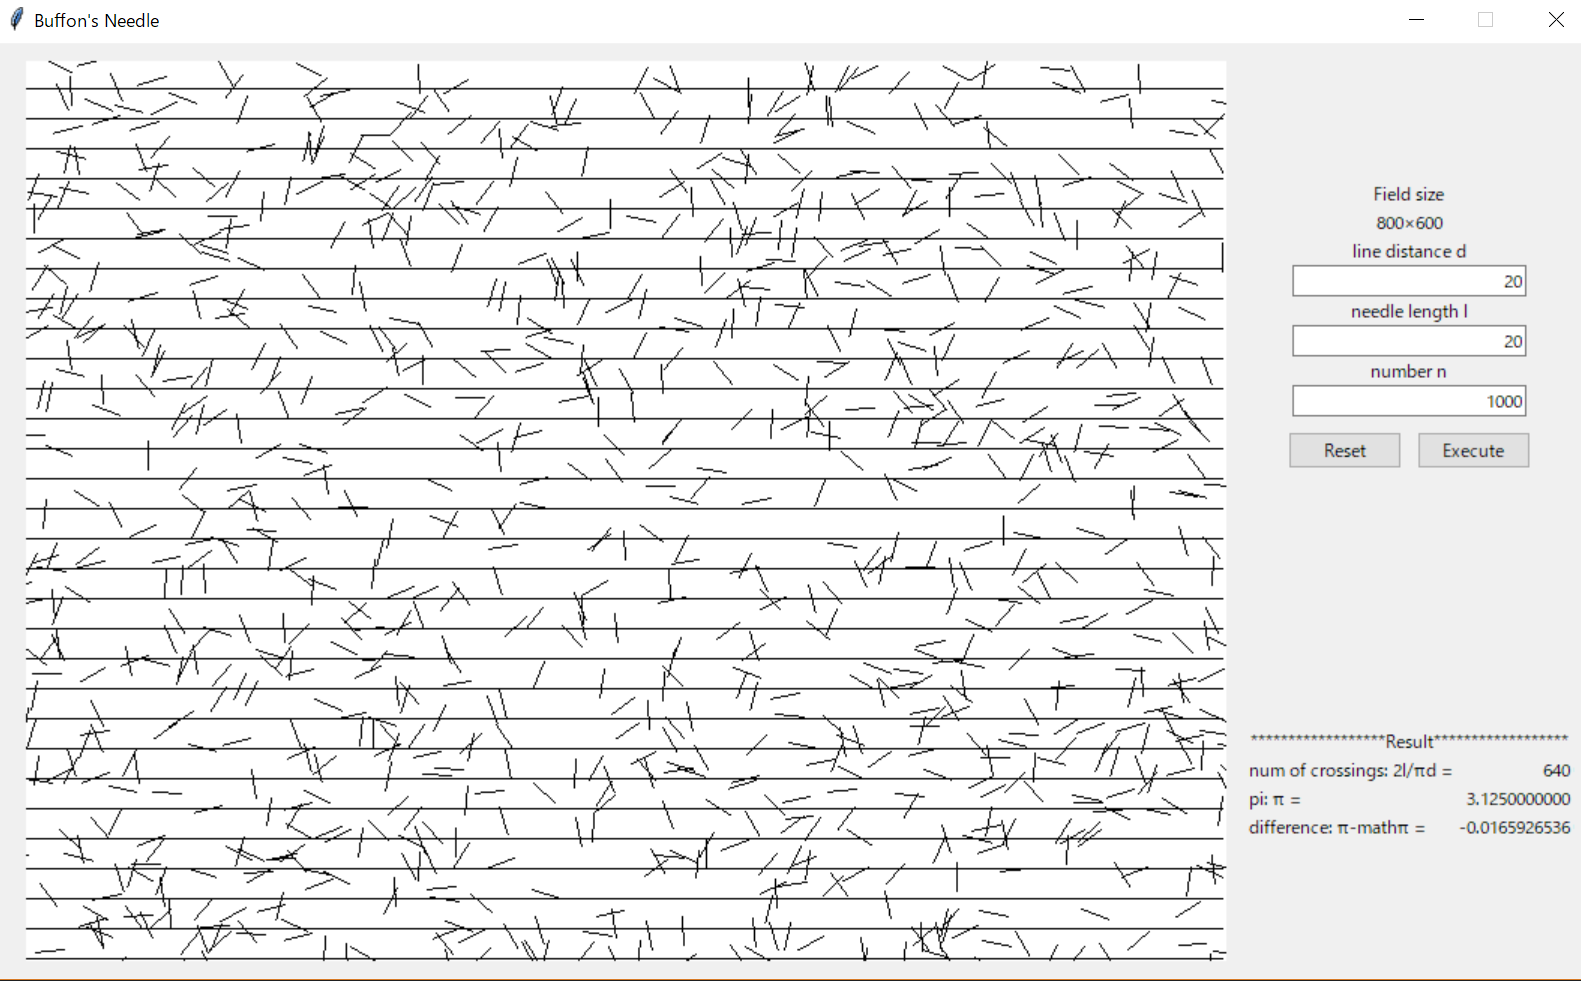 Buffon's Needle
Field size
800×600
line distance d
20
needle length l
20
number n
1000
Reset Execute
******************Result******************
num of crossings: 2l/πd = 640
pi: π = 3.1250000000
difference: π-mathπ = -0.0165926536